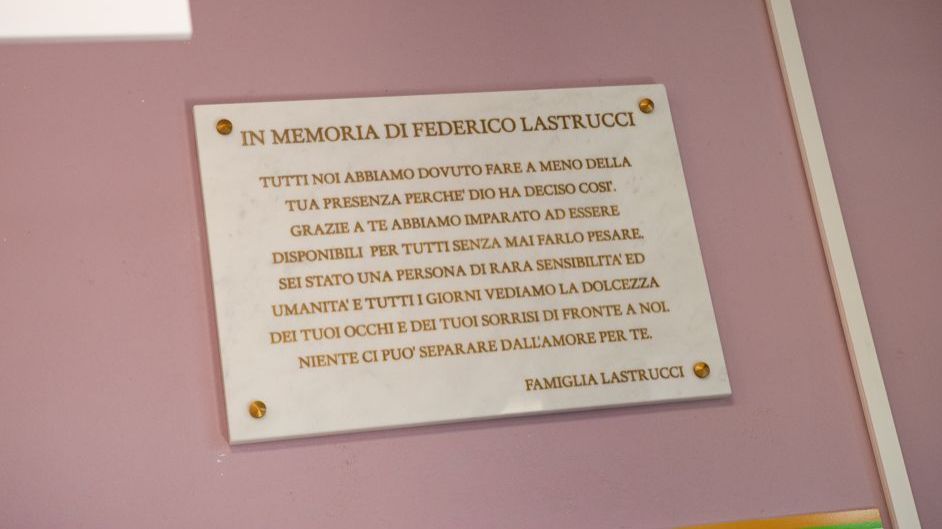 IN MEMORIA DI FEDERICO LASTRUCCI
TUTTI NOI ABBIAMO DOVUTO FARE A MENO DELLA
TUA PRESENZA PERCHE' DIO HA DECISO COSI'.
GRAZIE A TE ABBIAMO IMPARATO AD ESSERE
DISPONIBILI PER TUTTI SENZA MAI FARLO PESARE.
SEI STATO UNA PERSONA DI RARA SENSIBILITA' ED
UMANITA' E TUTTI I GIORNI VEDIAMO LA DOLCEZZA
DEI TUOI OCCHI E DEI TUOI SORRISI DI FRONTE A NOI.
NIENTE CI PUO' SEPARARE DALL'AMORE PER TE.
FAMIGLIA LASTRUCCI